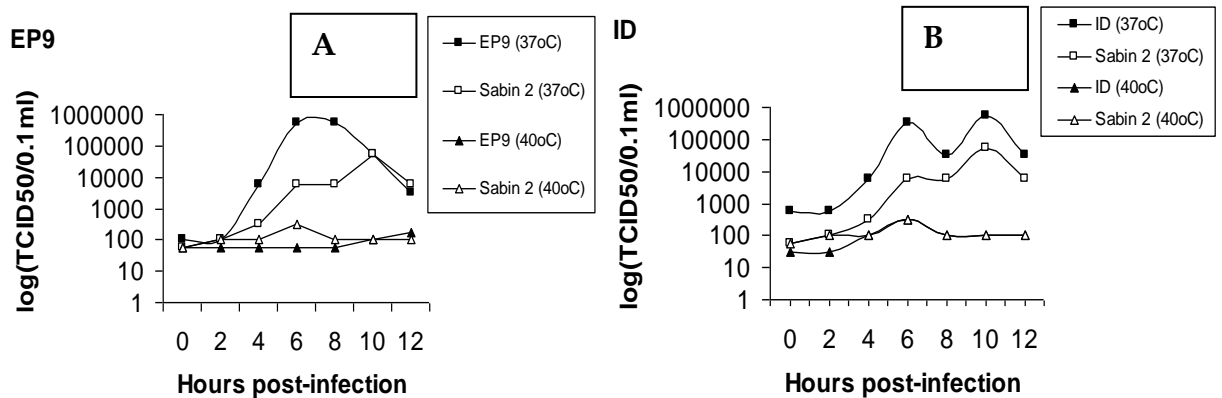 EP9
A
EP9 (37oC)
Sabin 2 (37oC)
EP9 (40oC)
Sabin 2 (40oC)
log(TCID50/0.1ml)
1000000
100000
10000
1000
100
10
1
0 2 4 6 8 10 12
Hours post-infection
ID
B
ID (37oC)
Sabin 2 (37oC)
ID (40oC)
Sabin 2 (40oC)
log(TCID50/0.1ml)
1000000
100000
10000
1000
100
10
1
0 2 4 6 8 10 12
Hours post-infection